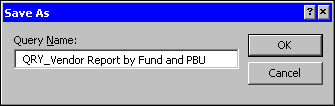 Save As
Query Name:
OK
QRY_Vendor Report by Fund and PBU
Cancel